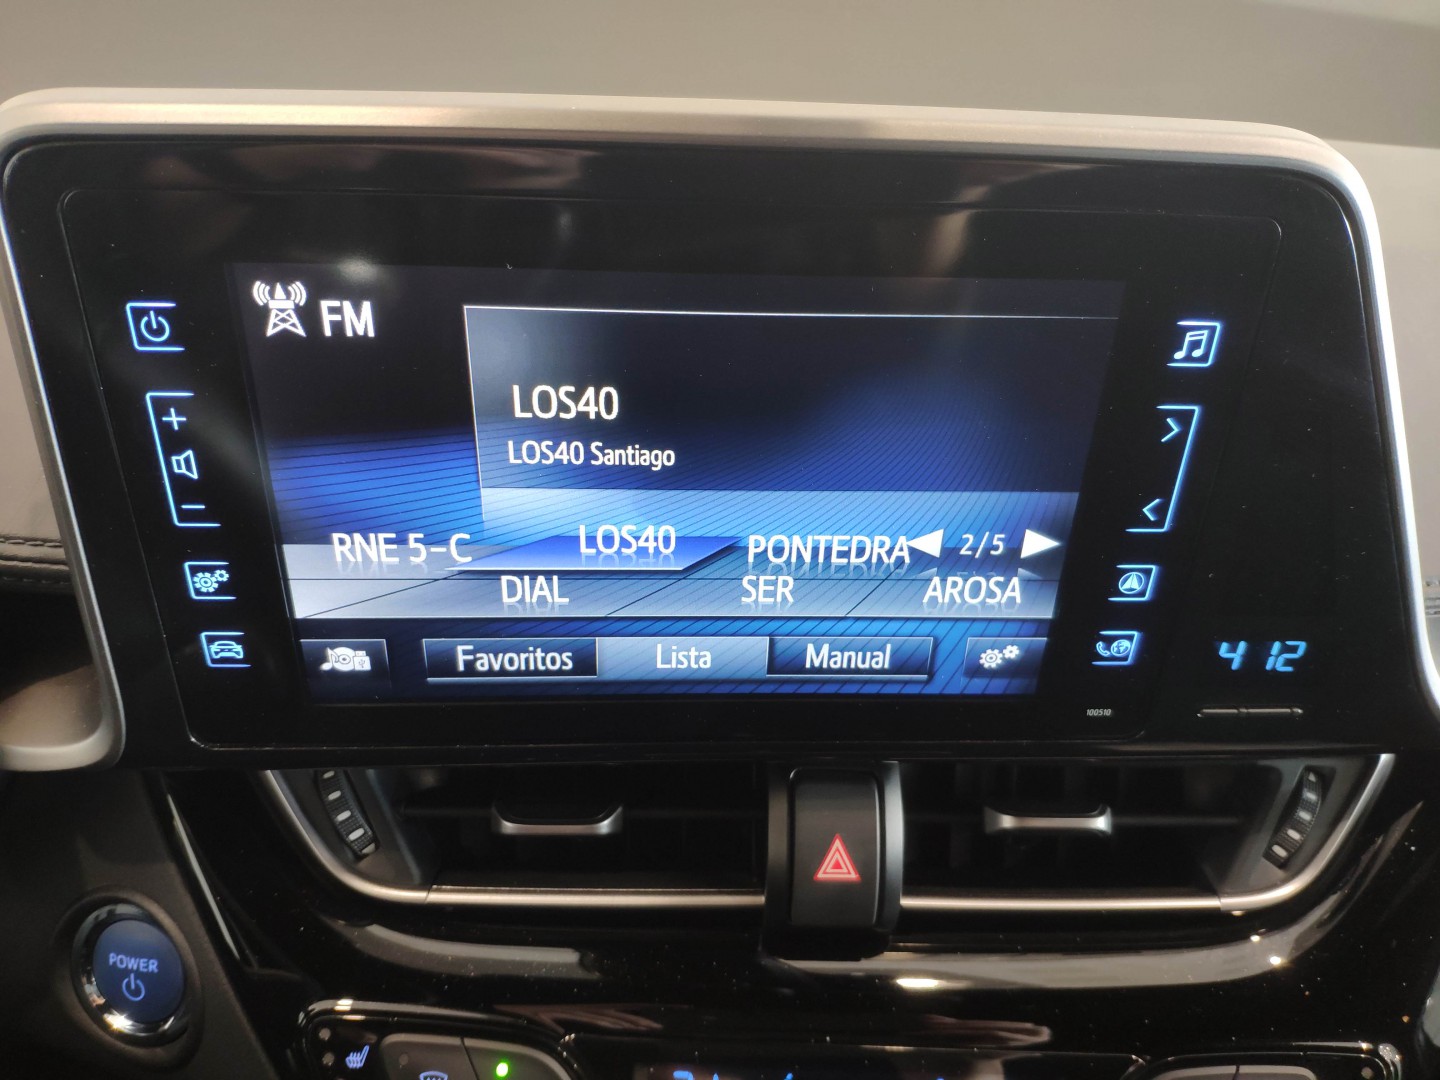 FM
LOS40
LOS40 Santiago
RNE 5-C LOS40 PONTEDRA 2/5
DIAL SER AROSA
Favoritos Lista Manual
100510
4 12
POWER